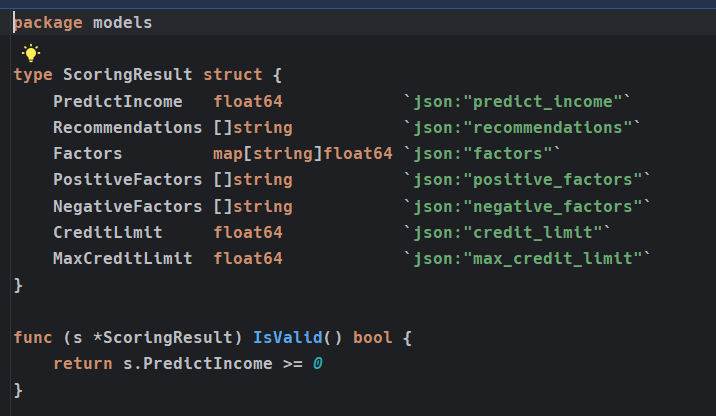 package models
type ScoringResult struct {
    PredictIncome   float64            `json:"predict_income"`
    Recommendations []string           `json:"recommendations"`
    Factors         map[string]float64 `json:"factors"`
    PositiveFactors []string           `json:"positive_factors"`
    NegativeFactors []string           `json:"negative_factors"`
    CreditLimit     float64            `json:"credit_limit"`
    MaxCreditLimit  float64            `json:"max_credit_limit"`
}
func (s *ScoringResult) IsValid() bool {
    return s.PredictIncome >= 0
}